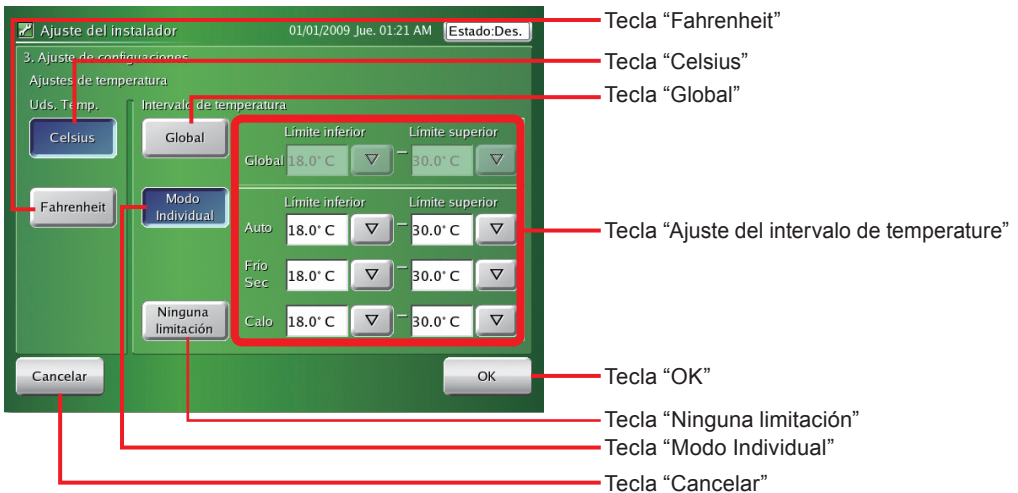 Ajuste del instalador 01/01/2009 Jue. 01:21 AM Estado:Des.
3. Ajuste de configuaciones
Ajustes de temperatura
Uds. Temp. Intervalo de temperatura
Celsius
Fahrenheit
Global
Modo
Individual
Ninguna
limitación
Límite inferior Límite superior
Global 18.0° C – 30.0° C
Límite inferior Límite superior
Auto 18.0° C – 30.0° C
Frío
Sec 18.0° C – 30.0° C
Calo 18.0° C – 30.0° C
Cancelar OK
Tecla “Fahrenheit”
Tecla “Celsius”
Tecla “Global”
Tecla “Ajuste del intervalo de temperature”
Tecla “OK”
Tecla “Ninguna limitación”
Tecla “Modo Individual”
Tecla “Cancelar”